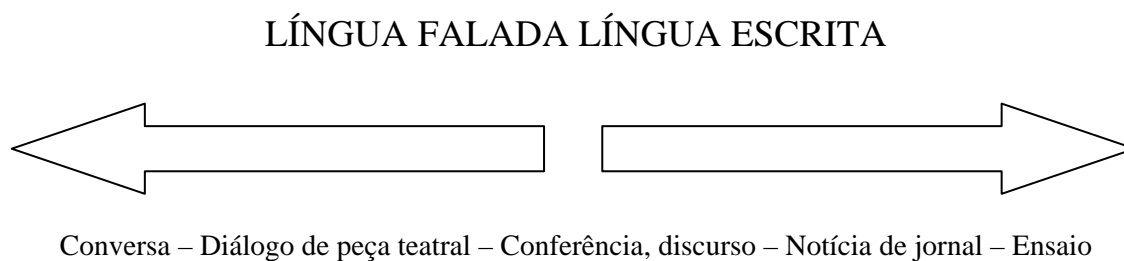 LÍNGUA FALADA LÍNGUA ESCRITA
Conversa – Diálogo de peça teatral – Conferência, discurso – Notícia de jornal – Ensaio